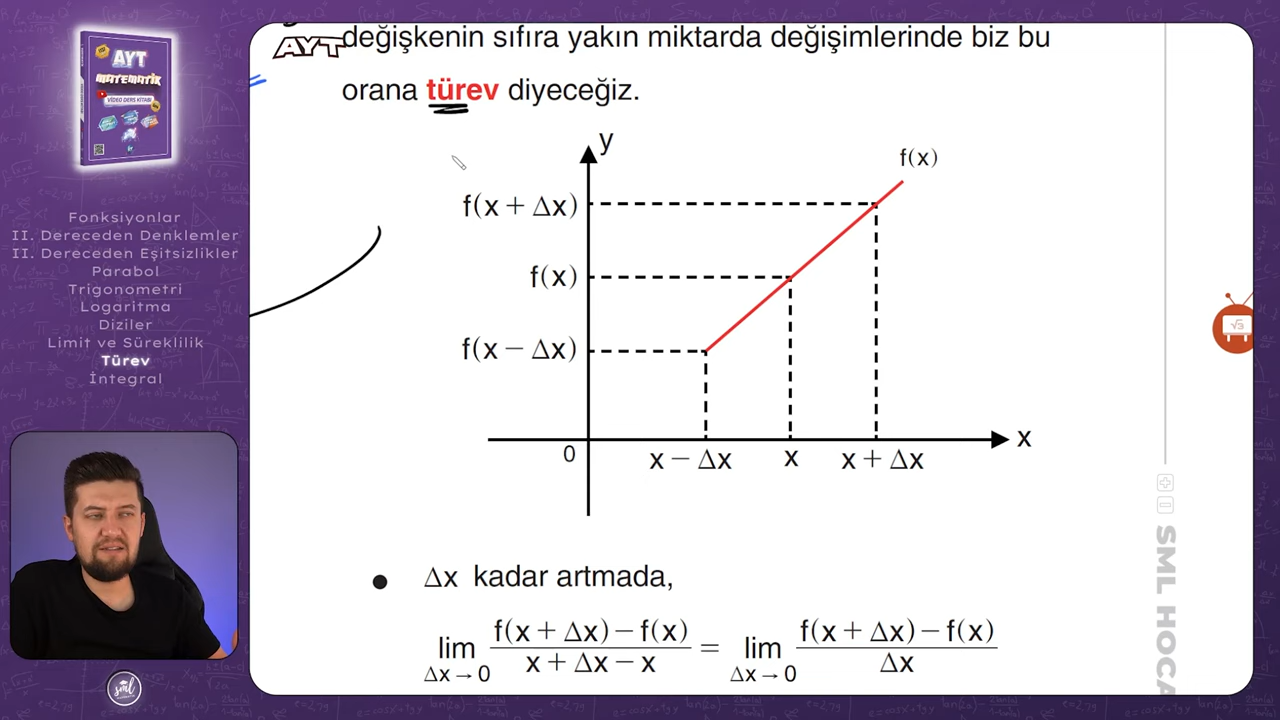 AYT
MATEMATİK
VİDEO DERS KİTABI
Fonksiyonlar
II. Dereceden Denklemler
II. Dereceden Eşitsizlikler
Parabol
Trigonometri
Logaritma
Diziler
Limit ve Süreklilik
Türev
İntegral
sml
AYT
değişkenin sıfıra yakın miktarda değişimlerinde biz bu
orana türev diyeceğiz.
y
f(x)
f(x + Δx)
f(x)
f(x − Δx)
0
x − Δx
x
x + Δx
x
• Δx kadar artmada,
lim Δx → 0 f(x + Δx) − f(x) / x + Δx − x = lim Δx → 0 f(x + Δx) − f(x) / Δx
√3
SML HOCA